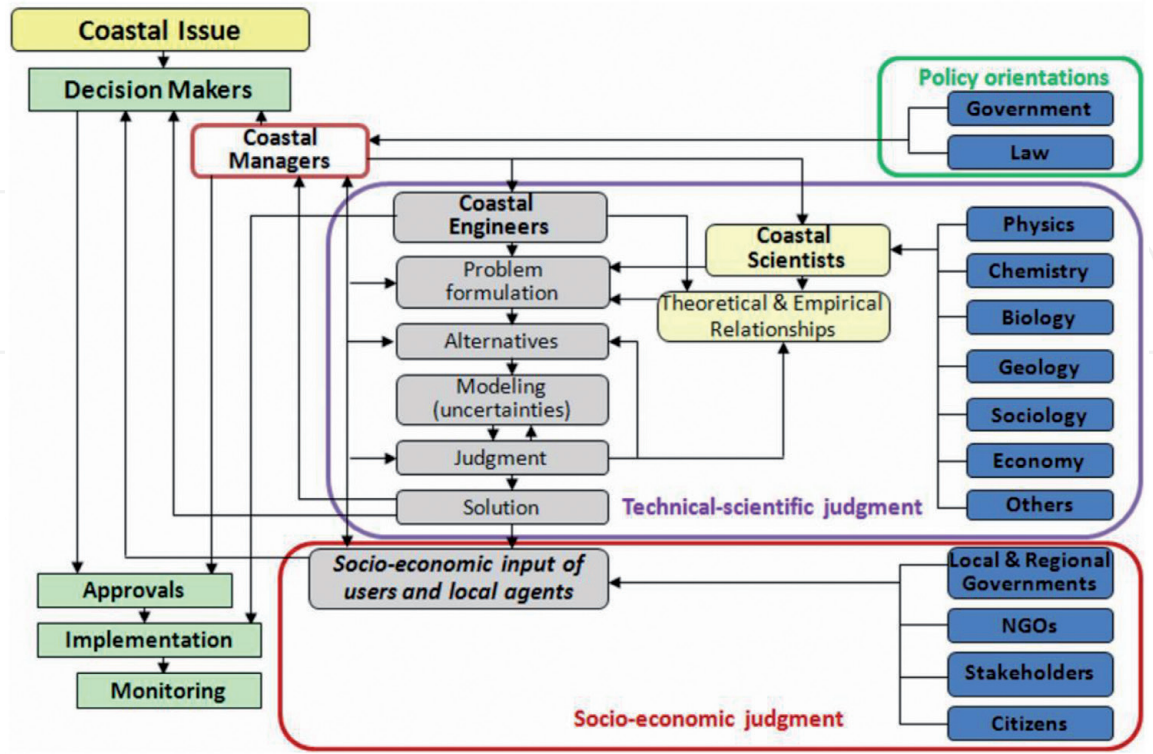 Coastal Issue
Decision Makers
Coastal
Managers
Policy orientations
Government
Law
Coastal
Engineers
Problem
formulation
Alternatives
Modeling
(uncertainties)
Judgment
Solution
Coastal
Scientists
Theoretical & Empirical
Relationships
Technical-scientific judgment
Physics
Chemistry
Biology
Geology
Sociology
Economy
Others
Socio-economic input of
users and local agents
Approvals
Implementation
Monitoring
Local & Regional
Governments
NGOs
Stakeholders
Citizens
Socio-economic judgment